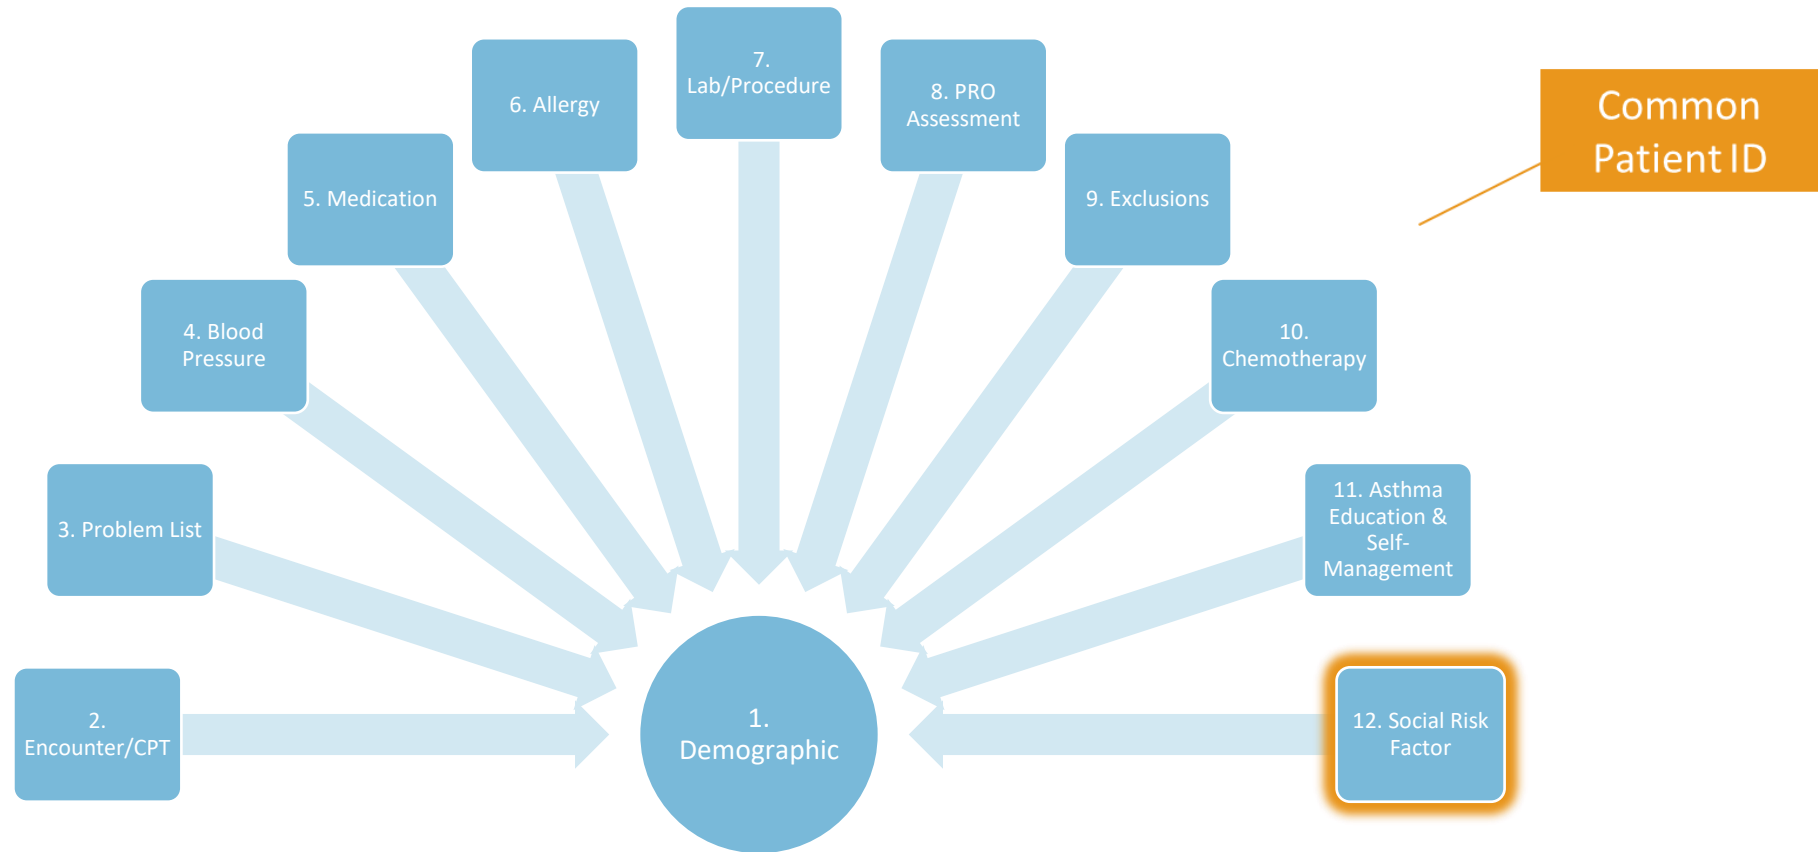 7.
Lab/Procedure
6. Allergy
8. PRO
Assessment
Common
Patient ID
5. Medication
9. Exclusions
4. Blood
Pressure
10.
Chemotherapy
3. Problem List
11. Asthma
Education &
Self-
Management
2.
Encounter/CPT
1.
Demographic
12. Social Risk
Factor